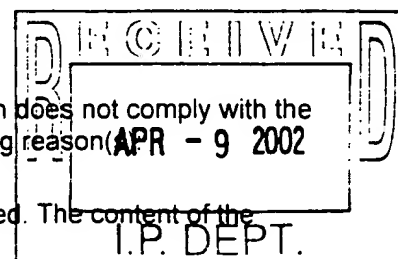 RECEIVED
n does not comply with the
g reason(
APR - 9 2002
ed. The content of the
I.P. DEPT.